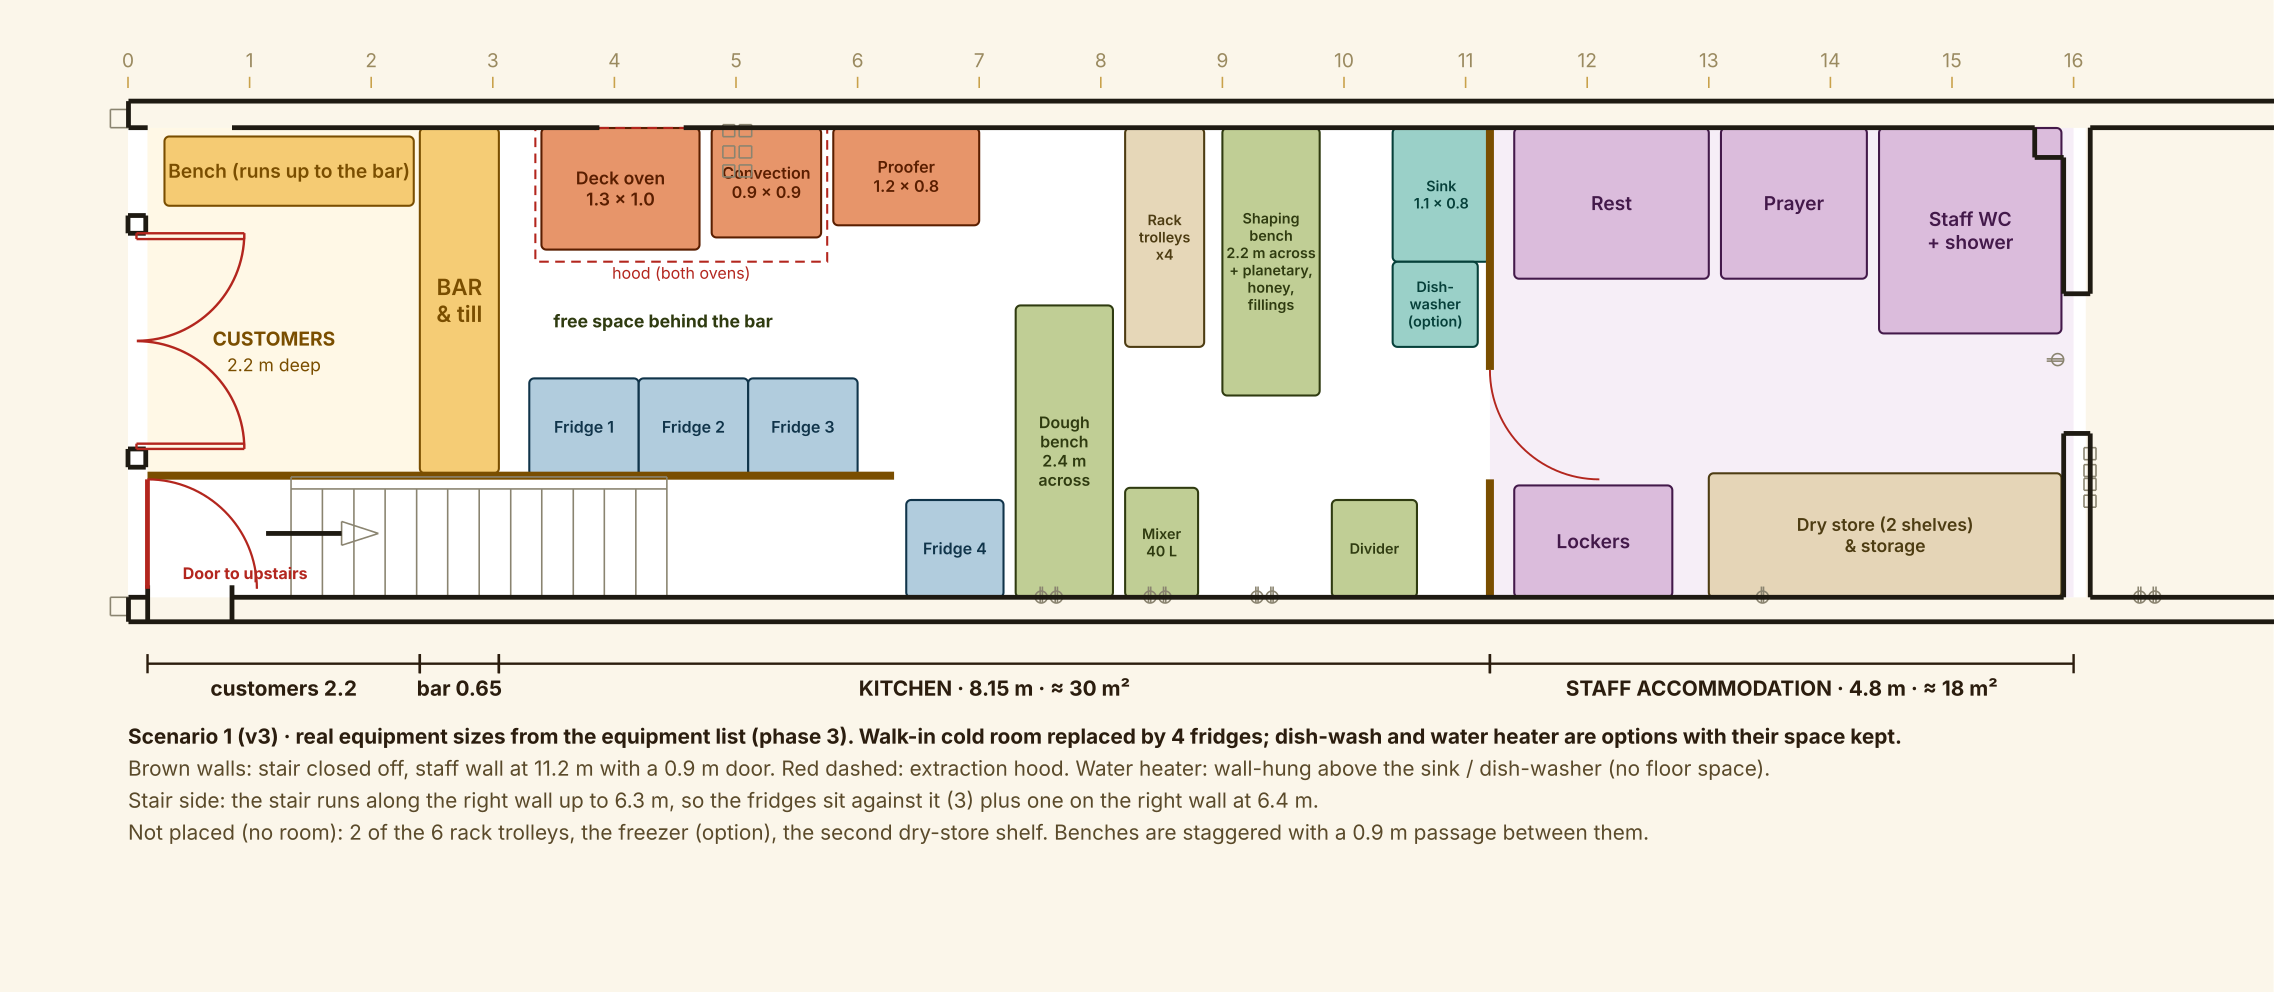 0 1 2 3 4 5 6 7 8 9 10 11 12 13 14 15 16
Bench (runs up to the bar)
BAR
& till
CUSTOMERS
2.2 m deep
Deck oven
1.3 × 1.0
Convection
0.9 × 0.9
Proofer
1.2 × 0.8
hood (both ovens)
free space behind the bar
Fridge 1
Fridge 2
Fridge 3
Fridge 4
Door to upstairs
Dough
bench
2.4 m
across
Rack
trolleys
x4
Mixer
40 L
Shaping
bench
2.2 m across
+ planetary,
honey,
fillings
Sink
1.1 × 0.8
Dish-
washer
(option)
Divider
Rest
Prayer
Staff WC
+ shower
Lockers
Dry store (2 shelves)
& storage
customers 2.2
bar 0.65
KITCHEN · 8.15 m · ≈ 30 m²
STAFF ACCOMMODATION · 4.8 m · ≈ 18 m²
Scenario 1 (v3) · real equipment sizes from the equipment list (phase 3). Walk-in cold room replaced by 4 fridges; dish-wash and water heater are options with their space kept.
Brown walls: stair closed off, staff wall at 11.2 m with a 0.9 m door. Red dashed: extraction hood. Water heater: wall-hung above the sink / dish-washer (no floor space).
Stair side: the stair runs along the right wall up to 6.3 m, so the fridges sit against it (3) plus one on the right wall at 6.4 m.
Not placed (no room): 2 of the 6 rack trolleys, the freezer (option), the second dry-store shelf. Benches are staggered with a 0.9 m passage between them.